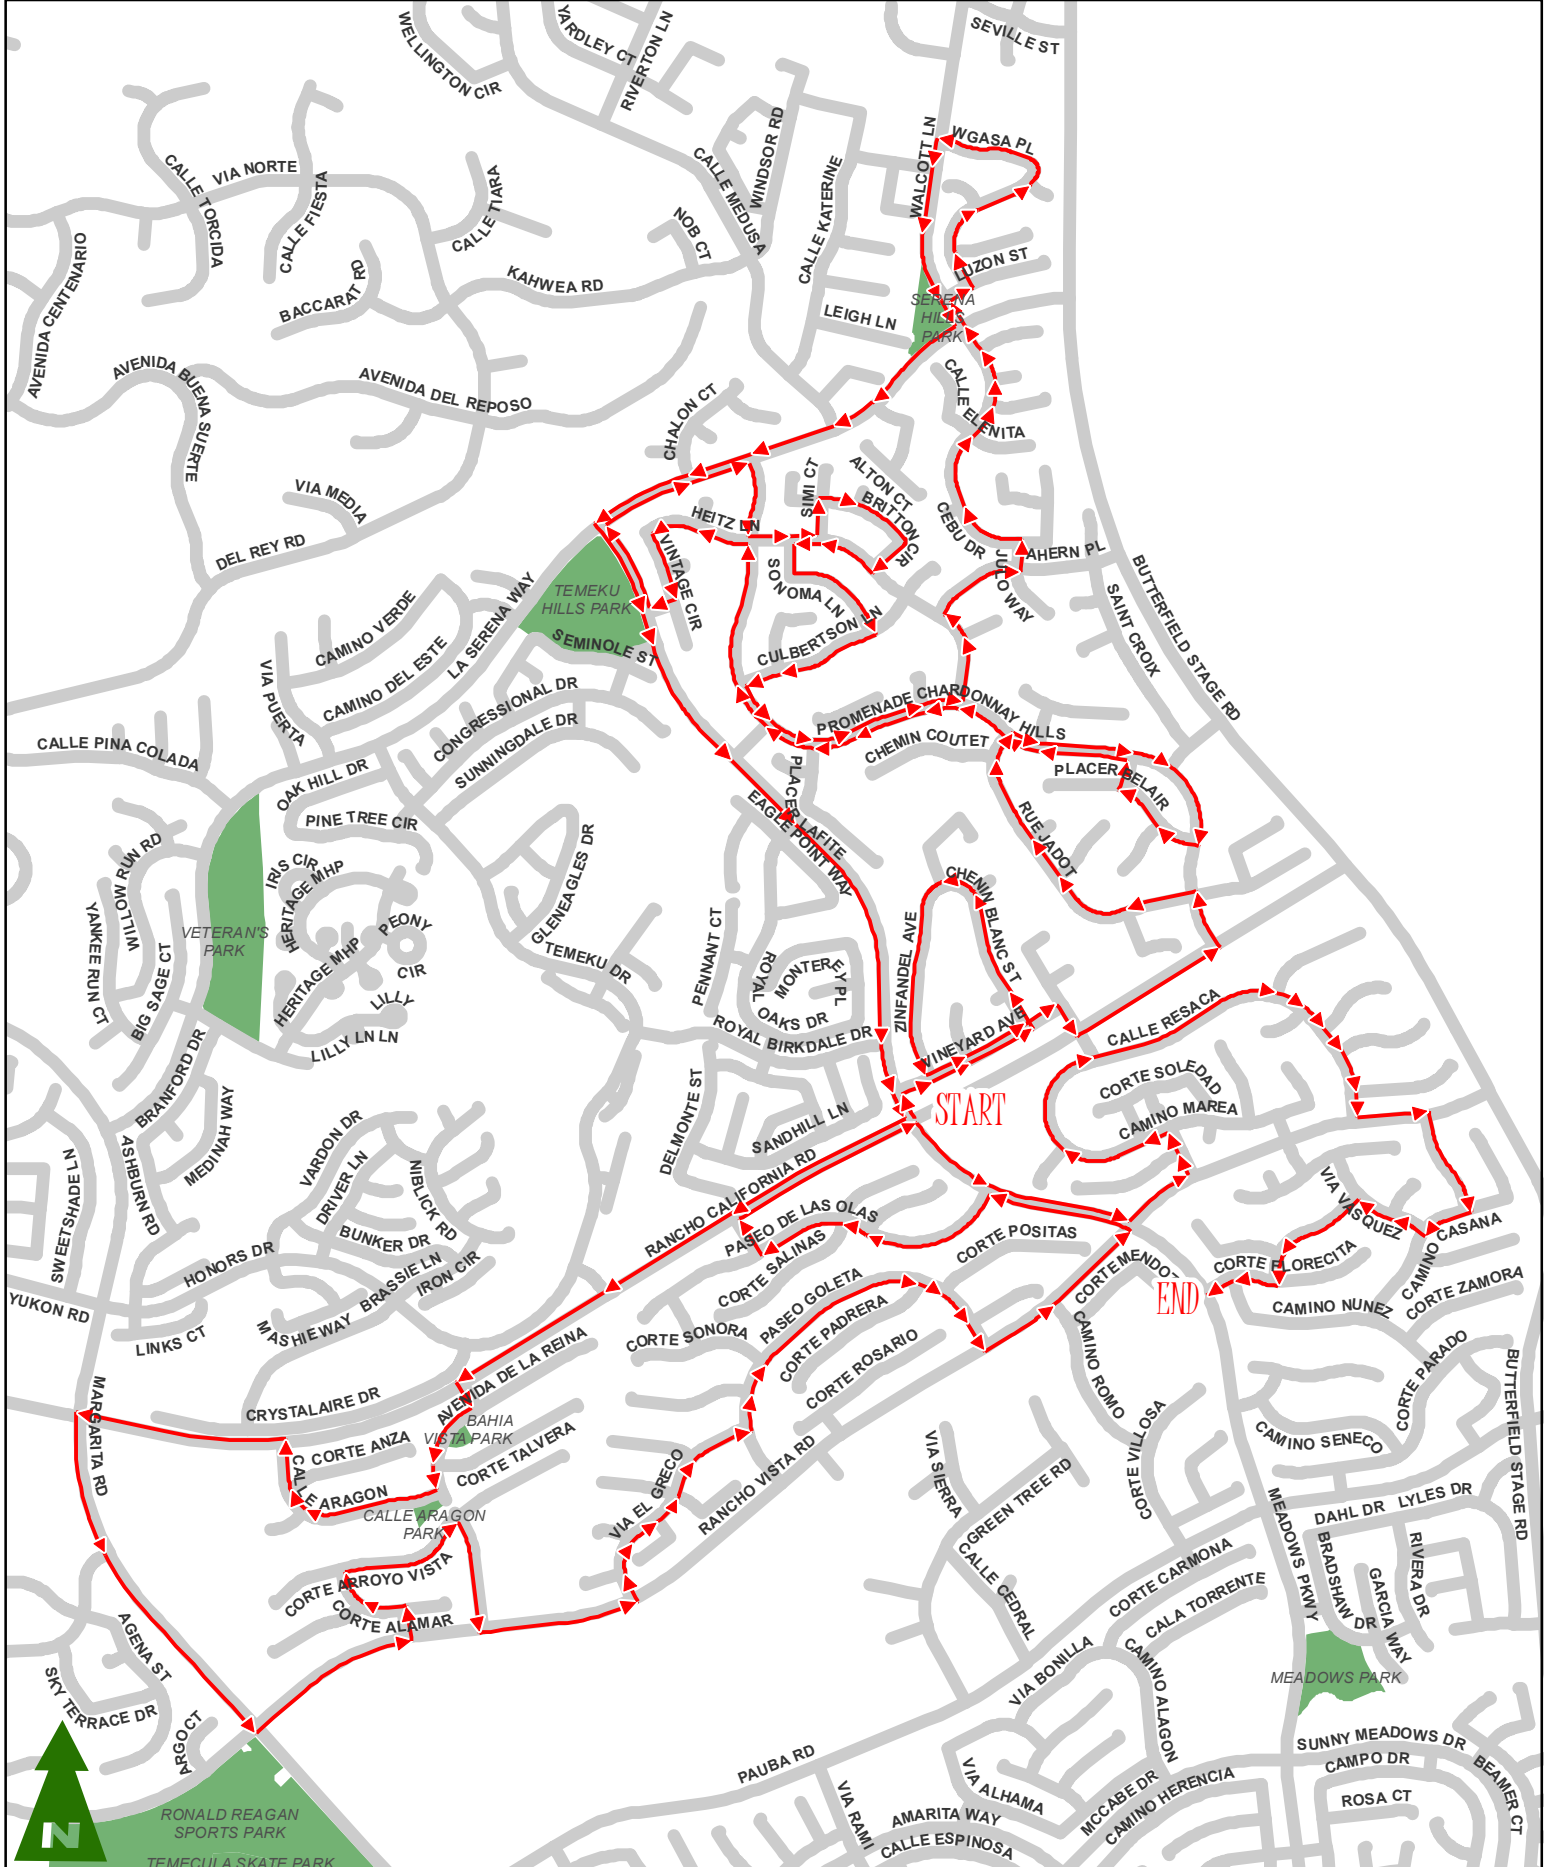 SEVILLE ST
WELLINGTON CIR
YARDLEY CT
RIVERTON LN
WGASA PL
WALCOTT LN
WINDSOR RD
CALLE MEDUSA
CALLE KATERINE
VIA NORTE
CALLE TORCIDA
CALLE FIESTA
CALLE TIARA
NOB CT
AVENIDA CENTENARIO
BACCARAT RD
KAHWEA RD
LUZON ST
SERENA
HILLS
PARK
LEIGH LN
AVENIDA BUENA SUERTE
AVENIDA DEL REPOSO
CHALON CT
CALLE ELENITA
VIA MEDIA
SIMI CT
ALTON CT
BRITTON CIR
CEBU DR
HEITZ LN
DEL REY RD
VINTAGE CIR
AHERN PL
JULO WAY
BUTTERFIELD STAGE RD
SAINT CROIX
TEMEKU
HILLS PARK
SONOMA LN
CAMINO VERDE
LA SERENA WAY
SEMINOLE ST
CULBERTSON LN
CAMINO DEL ESTE
VIA PUERTA
CONGRESSIONAL DR
PROMENADE CHARDONNAY HILLS
SUNNINGDALE DR
CALLE PINA COLADA
CHEMIN COUTET
PLACER BELAIR
OAK HILL DR
PLACER LAFITE
EAGLE POINT WAY
PINE TREE CIR
RUE JADOT
WILLOW RUN RD
GLENEAGLES DR
IRIS CIR
HERITAGE MHP
CHENIN BLANC ST
YANKEE RUN CT
VETERAN'S
PARK
PEONY
CIR
PENNANT CT
ZINFANDEL AVE
BIG SAGE CT
HERITAGE MHP
TEMEKU DR
ROYAL OAKS DR
MONTEREY PL
LILLY
CALLE RESACA
LILLY LN LN
ROYAL BIRKDALE DR
VINEYARD AVE
BRANFORD DR
DELMONTE ST
CORTE SOLEDAD
MEDINAH WAY
START
CAMINO MAREA
SANDHILL LN
VARDON DR
SWEETSHADE LN
ASHBURN RD
DRIVER LN
NIBLICK RD
RANCHO CALIFORNIA RD
VIA VASQUEZ
PASEO DE LAS OLAS
BUNKER DR
CORTE POSITAS
CASANA
CAMINO
HONORS DR
BRASSIE LN
IRON CIR
CORTE SALINAS
CORTE FLORECITA
PASEO GOLETA
END
CORTE ZAMORA
YUKON RD
CAMINO NUNEZ
MASHIE WAY
LINKS CT
CORTE SONORA
CORTE PADRERA
AVENIDA DE LA REINA
CORTE ROSARIO
CAMINO ROMO
CORTE PARADO
BUTTERFIELD STAGE RD
MARGARITA RD
CRYSTALAIRE DR
BAHIA
VISTA PARK
CORTE VILLOSA
CAMINO SENECO
CORTE ANZA
CORTE TALVERA
VIA SIERRA
RANCHO VISTA RD
VIA EL GRECO
CALLE ARAGON
CALLE ARAGON
PARK
GREEN TREE RD
MEADOWS PKWY
DAHL DR
LYLES DR
BRADSHAW DR
RIVERA DR
CORTE ARROYO VISTA
CALLE CEDRAL
CORTE CARMONA
GARCIA WAY
CORTE ALAMAR
CALA TORRENTE
AGENA ST
VIA BONILLA
CAMINO ALAGON
MEADOWS PARK
SKY TERRACE DR
ARGO CT
PAUBA RD
SUNNY MEADOWS DR
CAMPO DR
BEAMER CT
VIA ALHAMA
MCCABE DR
CAMINO HERENCIA
VIA RAMI
ROSA CT
AMARITA WAY
RONALD REAGAN
SPORTS PARK
CALLE ESPINOSA
N
TEMECULA SKATE PARK